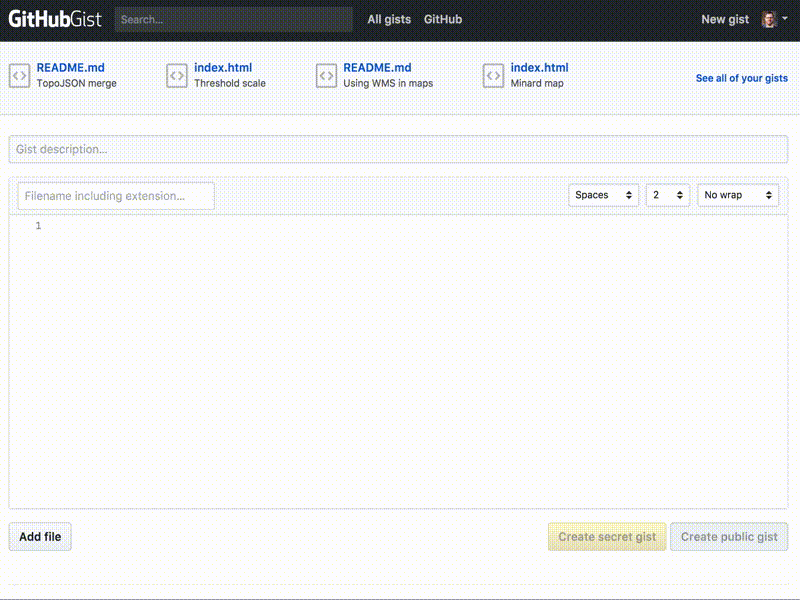 GitHubGist Search... All gists GitHub New gist
README.md index.html README.md index.html
TopoJSON merge Threshold scale Using WMS in maps Minard map
See all of your gists
Gist description...
Filename including extension... Spaces 2 No wrap
1
Add file Create secret gist Create public gist